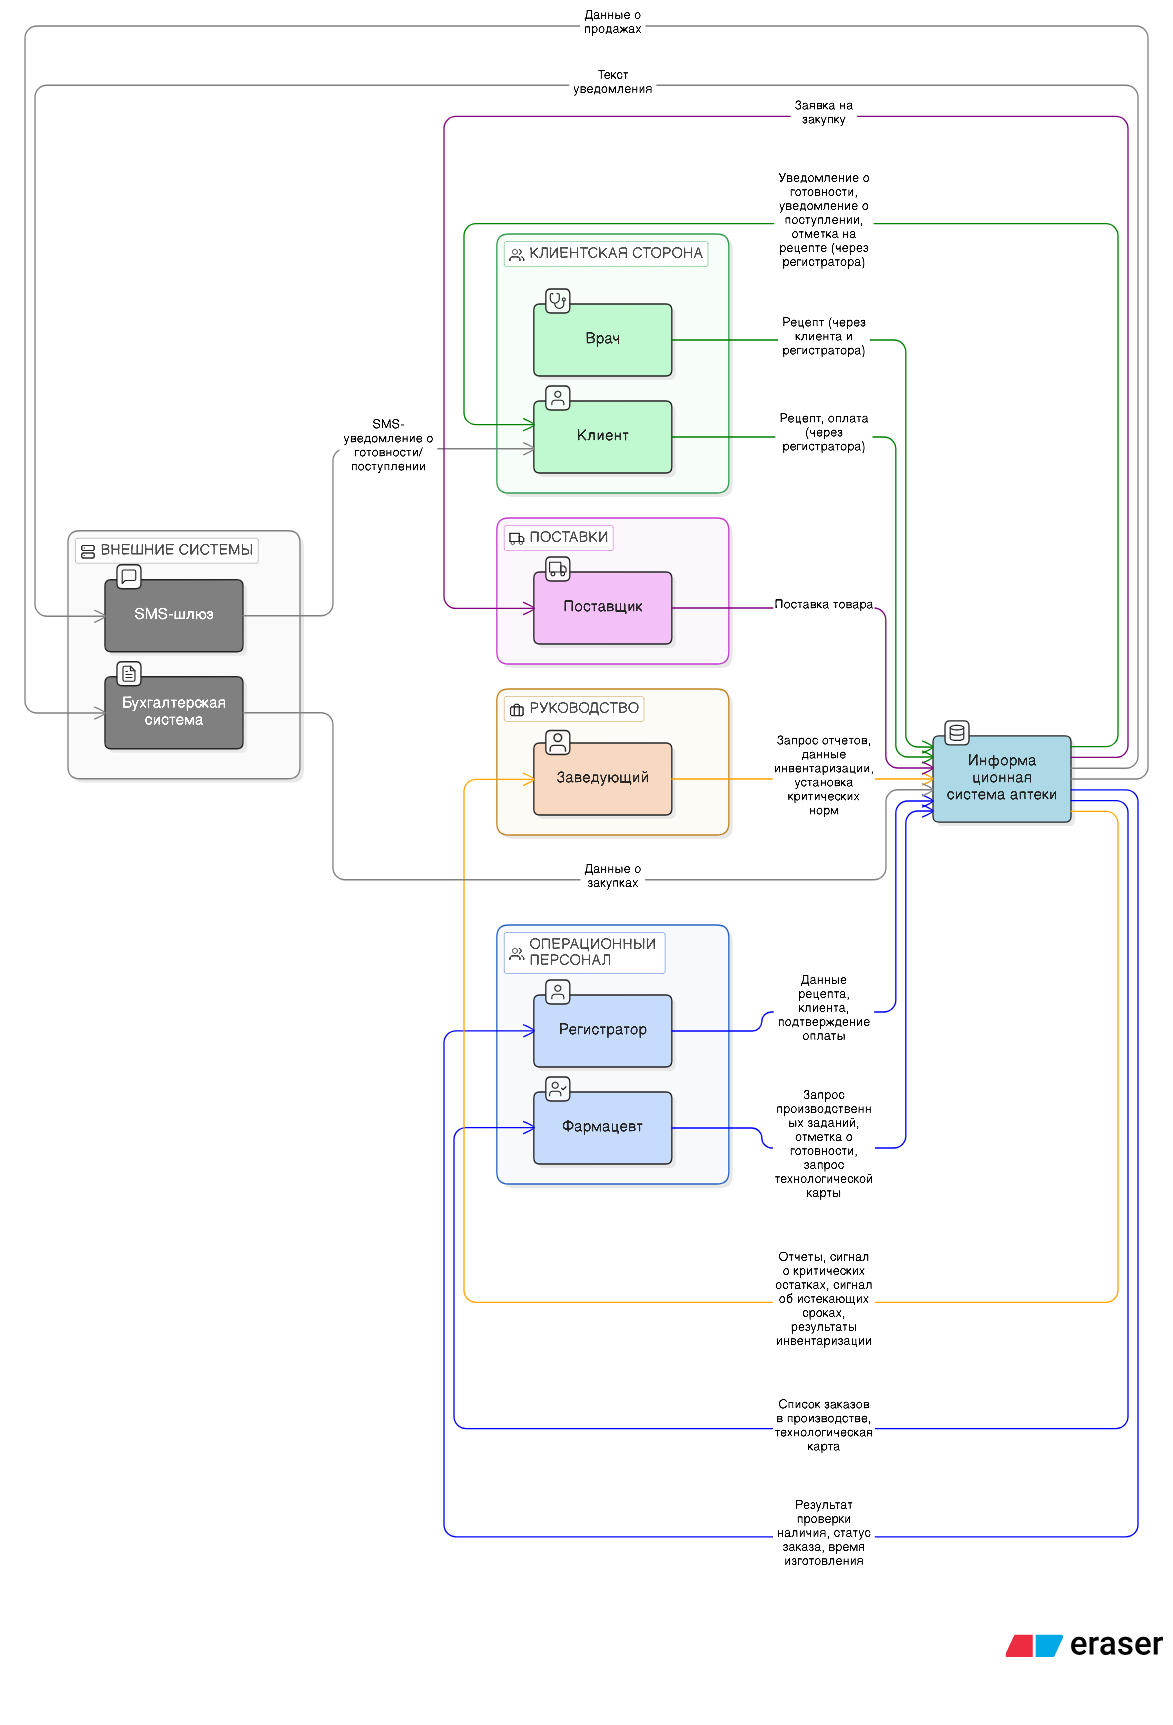 Данные о
продажах
Текст
уведомления
Заявка на
закупку
Уведомление о
готовности,
уведомление о
поступлении,
отметка на
рецепте (через
регистратора)
КЛИЕНТСКАЯ СТОРОНА
Врач
Рецепт (через
клиента и
регистратора)
Клиент
Рецепт, оплата
(через
регистратора)
SMS-
уведомление о
готовности/
поступлении
ПОСТАВКИ
Поставщик
Поставка товара
ВНЕШНИЕ СИСТЕМЫ
SMS-шлюз
Бухгалтерская
система
РУКОВОДСТВО
Заведующий
Запрос отчетов,
данные
инвентаризации,
установка
критических
норм
Информа
ционная
система аптеки
Данные о
закупках
ОПЕРАЦИОННЫЙ
ПЕРСОНАЛ
Регистратор
Данные
рецепта,
клиента,
подтверждение
оплаты
Фармацевт
Запрос
производственн
ых заданий,
отметка о
готовности,
запрос
технологической
карты
Отчеты, сигнал
о критических
остатках, сигнал
об истекающих
сроках,
результаты
инвентаризации
Список заказов
в производстве,
технологическая
карта
Результат
проверки
наличия, статус
заказа, время
изготовления
eraser